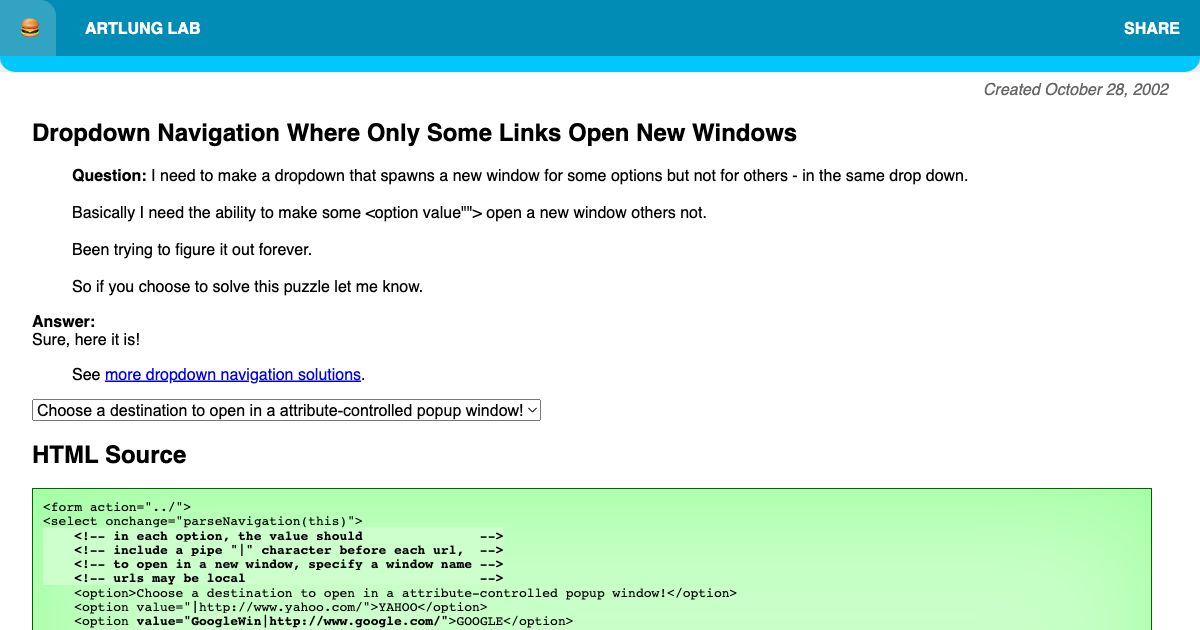 ARTLUNG LAB
SHARE
Created October 28, 2002
Dropdown Navigation Where Only Some Links Open New Windows
Question: I need to make a dropdown that spawns a new window for some options but not for others - in the same drop down.
Basically I need the ability to make some <option value""> open a new window others not.
Been trying to figure it out forever.
So if you choose to solve this puzzle let me know.
Answer:
Sure, here it is!
See more dropdown navigation solutions.
Choose a destination to open in a attribute-controlled popup window!
HTML Source
<form action="../">
<select onchange="parseNavigation(this)">
<!-- in each option, the value should -->
<!-- include a pipe "|" character before each url, -->
<!-- to open in a new window, specify a window name -->
<!-- urls may be local -->
<option>Choose a destination to open in a attribute-controlled popup window!</option>
<option value="|http://www.yahoo.com/">YAHOO</option>
<option value="GoogleWin|http://www.google.com/">GOOGLE</option>